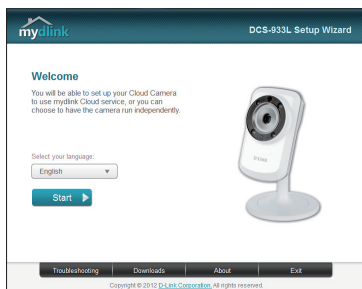 mydlink
DCS-933L Setup Wizard
Welcome
You will be able to set up your Cloud Camera
to use mydlink Cloud service, or you can
choose to have the camera run independently.
Select your language:
English
Start
D-Link
Troubleshooting Downloads About Exit
Copyright © 2012 D-Link Corporation. All rights reserved.